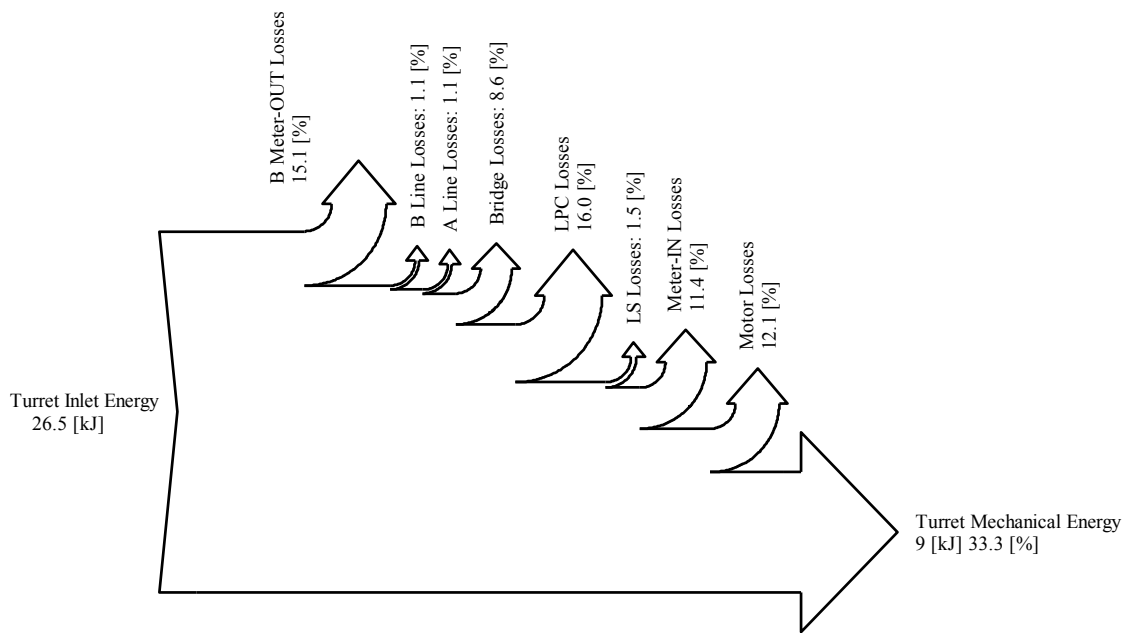 B Meter-OUT Losses
15.1 [%]
B Line Losses: 1.1 [%]
A Line Losses: 1.1 [%]
Bridge Losses: 8.6 [%]
LPC Losses
16.0 [%]
LS Losses: 1.5 [%]
Meter-IN Losses
11.4 [%]
Motor Losses
12.1 [%]
Turret Inlet Energy
26.5 [kJ]
Turret Mechanical Energy
9 [kJ] 33.3 [%]